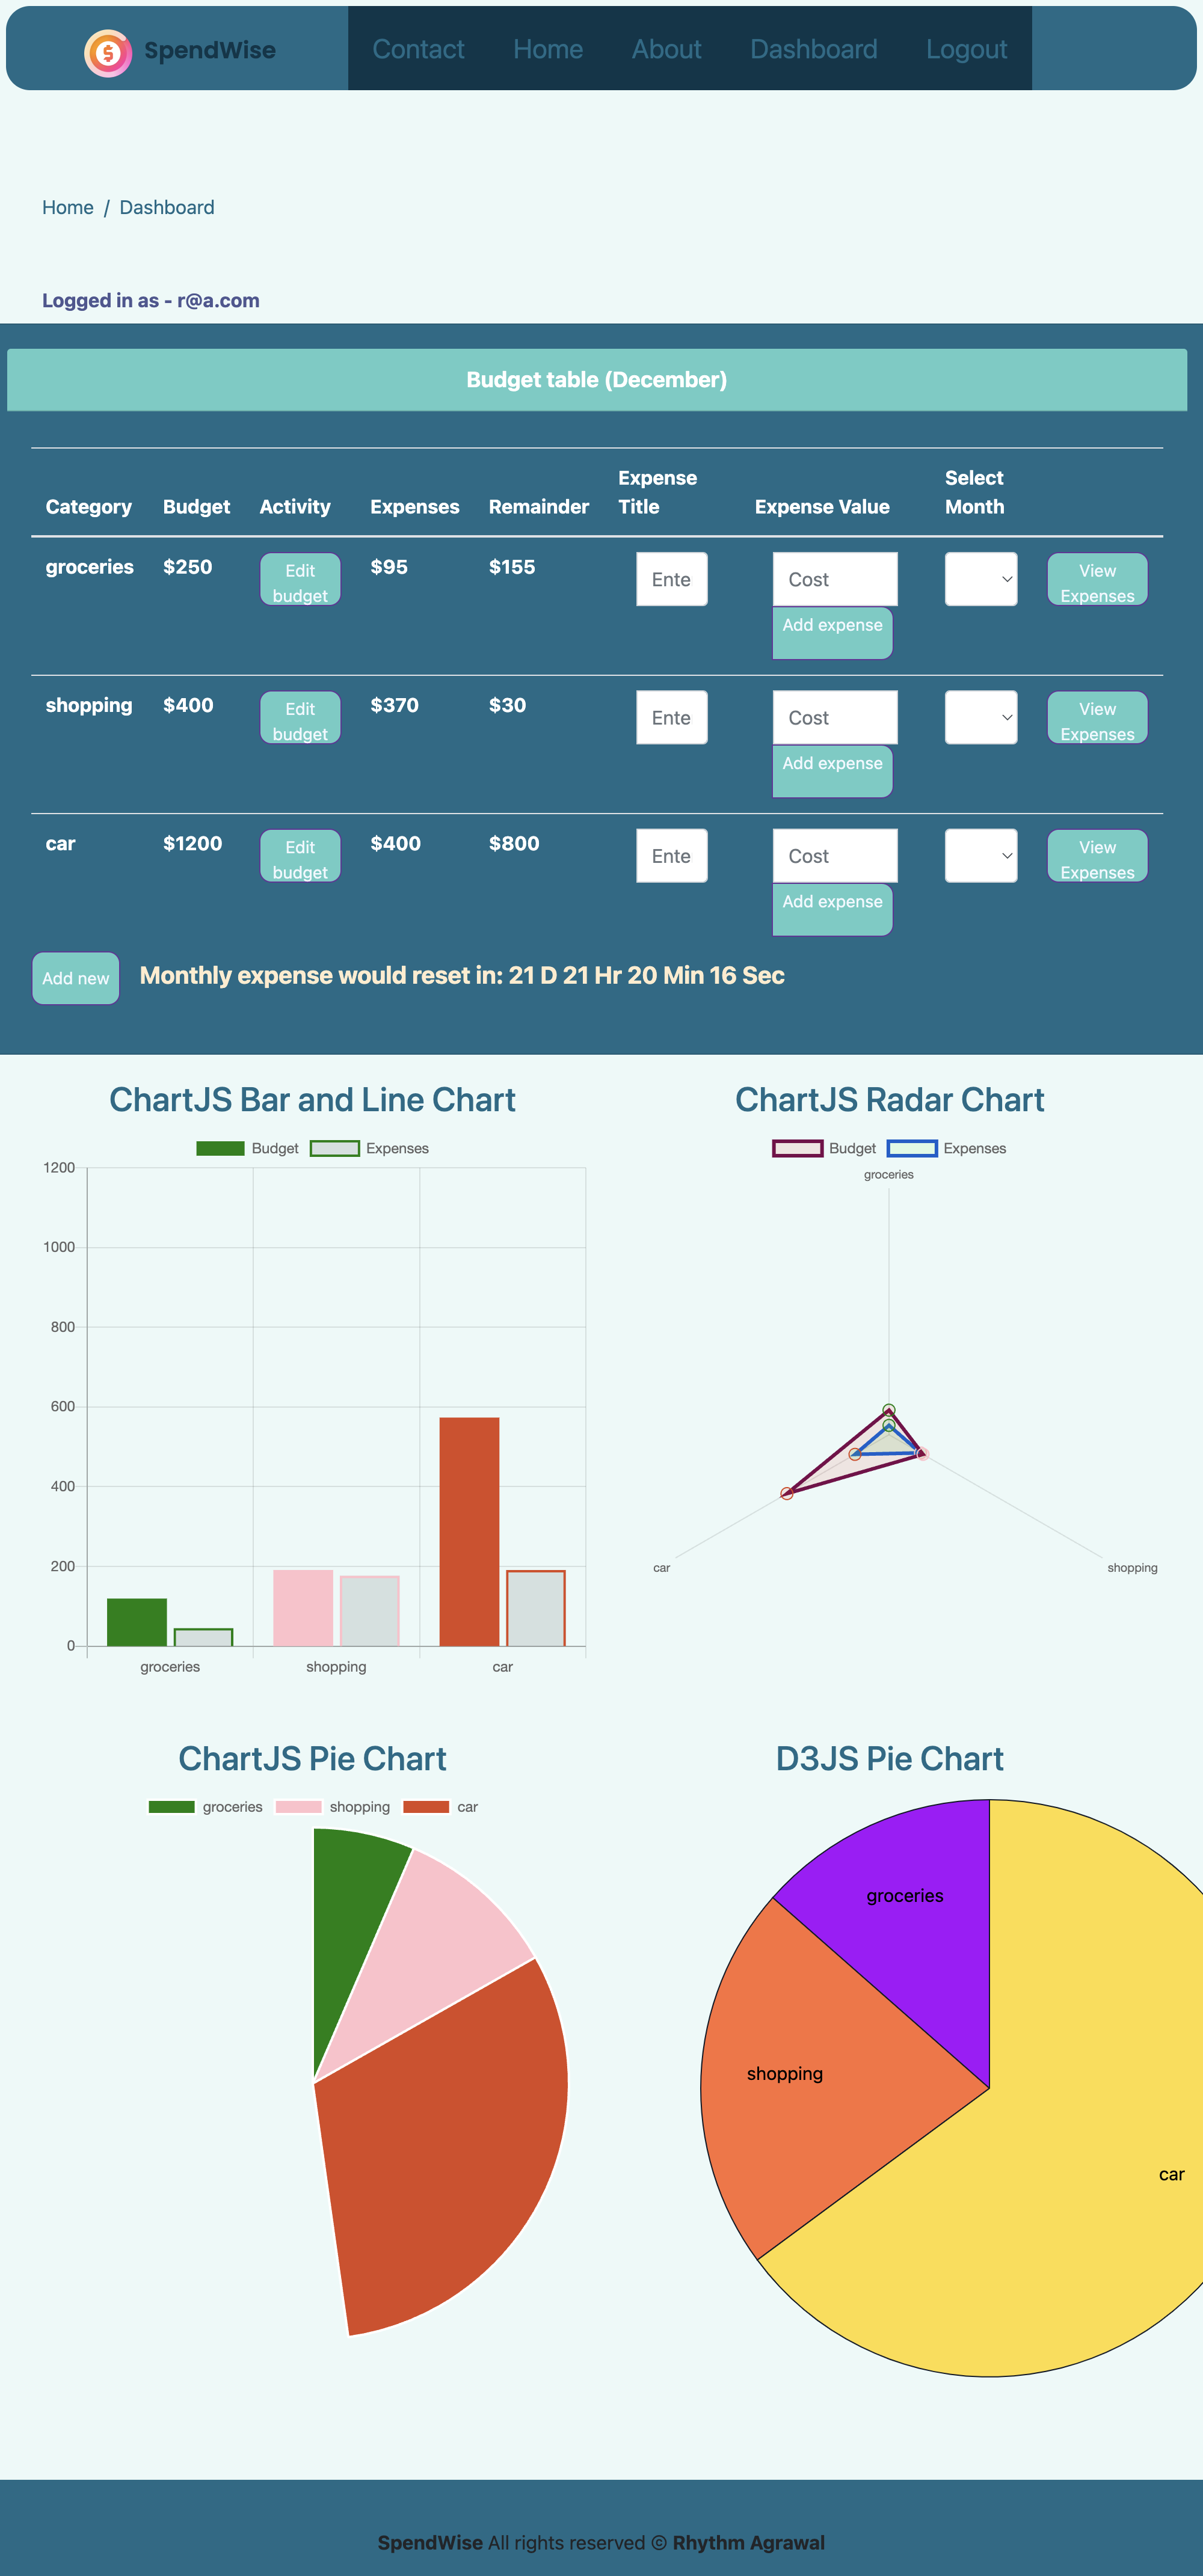 SpendWise Contact Home About Dashboard Logout
Home / Dashboard
Logged in as - r@a.com
Budget table (December)
Category Budget Activity Expenses Remainder Expense Title Expense Value Select Month
groceries $250 Edit budget $95 $155 Ente Cost Add expense View Expenses
shopping $400 Edit budget $370 $30 Ente Cost Add expense View Expenses
car $1200 Edit budget $400 $800 Ente Cost Add expense View Expenses
Add new Monthly expense would reset in: 21 D 21 Hr 20 Min 16 Sec
ChartJS Bar and Line Chart
Budget Expenses
1200
1000
800
600
400
200
0
groceries shopping car
ChartJS Radar Chart
Budget Expenses
groceries
car shopping
ChartJS Pie Chart
groceries shopping car
D3JS Pie Chart
groceries
shopping
car
SpendWise All rights reserved © Rhythm Agrawal